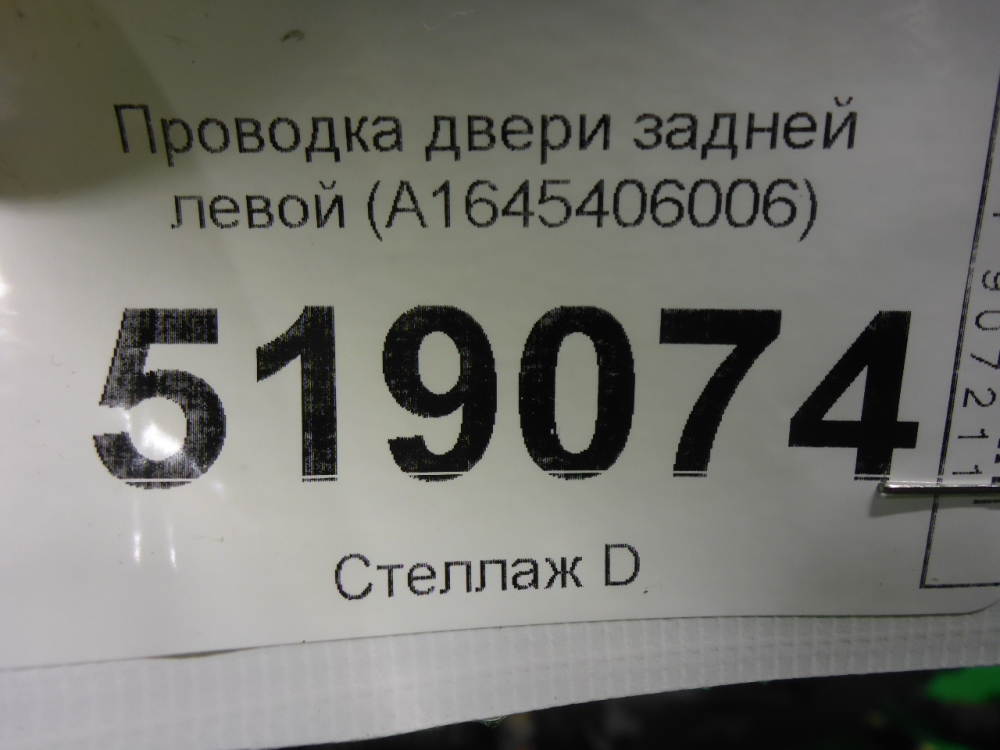 Проводка двери задней
левой (A1645406006)
519074
Стеллаж D